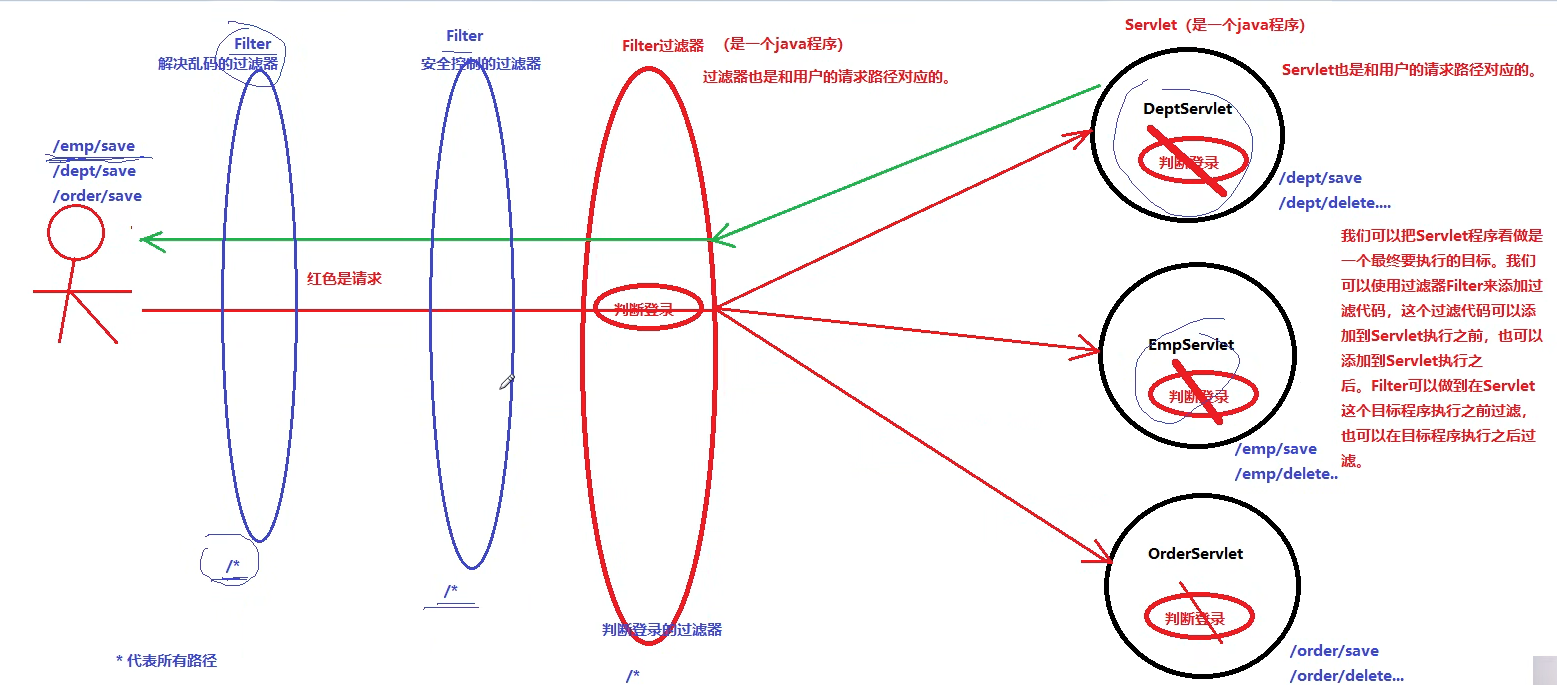 Filter
解决乱码的过滤器
Filter
安全控制的过滤器
Filter过滤器 （是一个java程序）
过滤器也是和用户的请求路径对应的。
Servlet（是一个java程序）
Servlet也是和用户的请求路径对应的。
/emp/save
/dept/save
/order/save
红色是请求
判断登录
DeptServlet
判断登录
/dept/save
/dept/delete....
我们可以把Servlet程序看做是
一个最终要执行的目标。我们
可以使用过滤器Filter来添加过
滤代码，这个过滤代码可以添
加到Servlet执行之前，也可以
添加到Servlet执行之
后。Filter可以做到在Servlet
这个目标程序执行之前过滤，
也可以在目标程序执行之后过
滤。
EmpServlet
判断登录
/emp/save
/emp/delete..
OrderServlet
判断登录
/order/save
/order/delete...
/*
/*
判断登录的过滤器
/*
* 代表所有路径